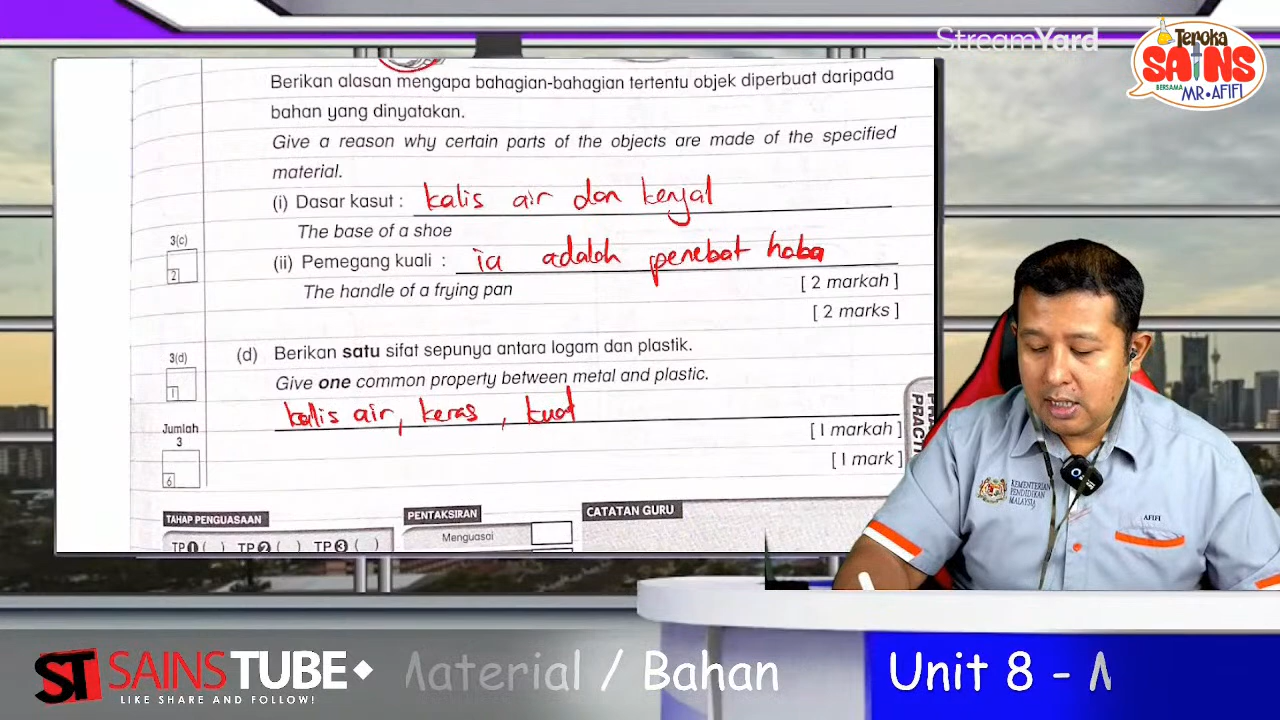 StreamYard
Teroka
SAiNS
BERSAMA
MR•AFIFI
Berikan alasan mengapa bahagian-bahagian tertentu objek diperbuat daripada
bahan yang dinyatakan.
Give a reason why certain parts of the objects are made of the specified
material.
(i) Dasar kasut : kalis air dan kenyal
The base of a shoe
3(c)
2
(ii) Pemegang kuali : ia adalah penebat haba
The handle of a frying pan
[ 2 markah ]
[ 2 marks ]
3(d)
1
(d) Berikan satu sifat sepunya antara logam dan plastik.
Give one common property between metal and plastic.
kalis air, keras , kuat
[ 1 markah ]
[ 1 mark ]
Jumlah
3
6
TAHAP PENGUASAAN
TP1 ( ) TP2 ( ) TP3 ( )
PENTAKSIRAN
Menguasai
CATATAN GURU
KEMENTERIAN
PENDIDIKAN
MALAYSIA
AFIFI
ST SAINSTUBE
LIKE SHARE AND FOLLOW!
Material / Bahan
Unit 8 - M